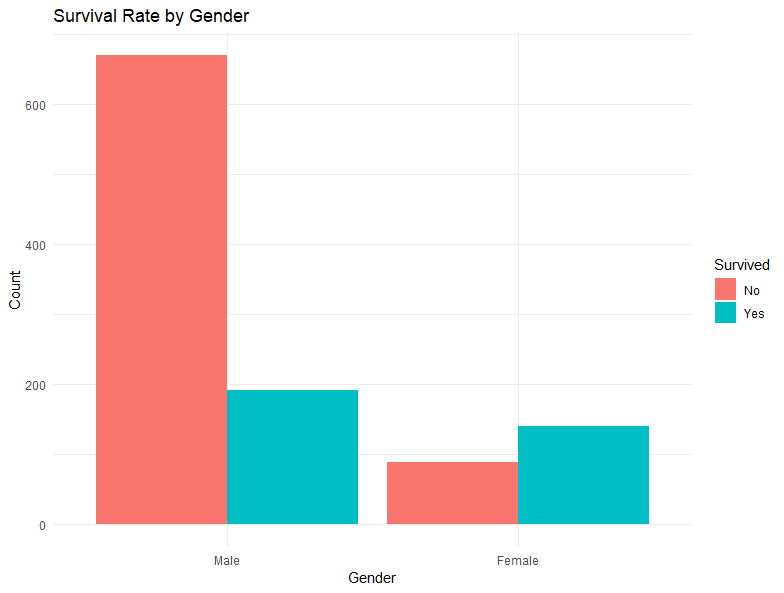 Survival Rate by Gender
600
400
200
0
Count
Male
Female
Gender
Survived
No
Yes